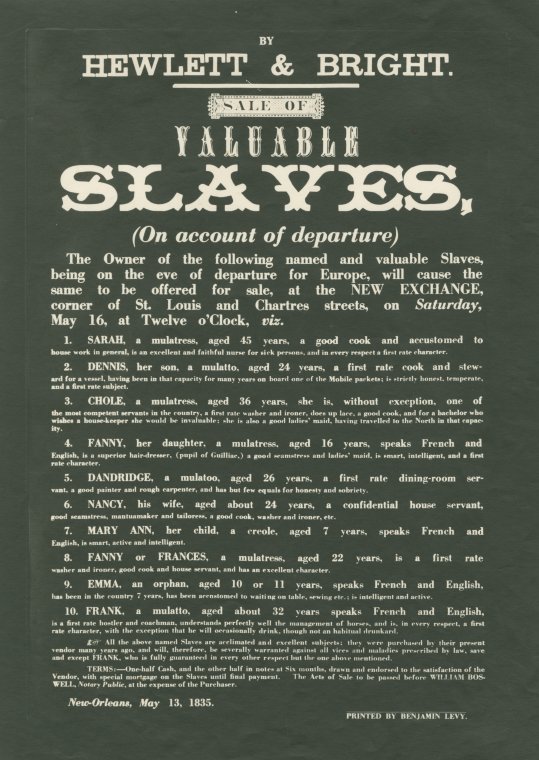 BY
HEWLETT & BRIGHT.
SALE OF
VALUABLE
SLAVES,
(On account of departure)
The Owner of the following named and valuable Slaves,
being on the eve of departure for Europe, will cause the
same to be offered for sale, at the NEW EXCHANGE,
corner of St. Louis and Chartres streets, on Saturday,
May 16, at Twelve o'Clock, viz.
1. SARAH, a mulatress, aged 45 years, a good cook and accustomed to
house work in general, is an excellent and faithful nurse for sick persons, and in every respect a first rate character.
2. DENNIS, her son, a mulatto, aged 24 years, a first rate cook and stew-
ard for a vessel, having been in that capacity for many years on board one of the Mobile packets; is strictly honest, temperate,
and a first rate subject.
3. CHOLE, a mulatress, aged 36 years, she is, without exception, one of
the most competent servants in the country, a first rate washer and ironer, does up lace, a good cook, and for a bachelor who
wishes a house-keeper she would be invaluable; she is also a good ladies' maid, having travelled to the North in that capac-
ity.
4. FANNY, her daughter, a mulatress, aged 16 years, speaks French and
English, is a superior hair-dresser, (pupil of Guilliac,) a good seamstress and ladies' maid, is smart, intelligent, and a first
rate character.
5. DANDRIDGE, a mulatoo, aged 26 years, a first rate dining-room ser-
vant, a good painter and rough carpenter, and has but few equals for honesty and sobriety.
6. NANCY, his wife, aged about 24 years, a confidential house servant,
good seamstress, mantuamaker and tailoress, a good cook, washer and ironer, etc.
7. MARY ANN, her child, a creole, aged 7 years, speaks French and
English, is smart, active and intelligent.
8. FANNY or FRANCES, a mulatress, aged 22 years, is a first rate
washer and ironer, good cook and house servant, and has an excellent character.
9. EMMA, an orphan, aged 10 or 11 years, speaks French and English,
has been in the country 7 years, has been accustomed to waiting on table, sewing etc.; is intelligent and active.
10. FRANK, a mulatto, aged about 32 years speaks French and English,
is a first rate hostler and coachman, understands perfectly well the management of horses, and is, in every respect, a first
rate character, with the exception that he will occasionally drink, though not an habitual drunkard.
☞ All the above named Slaves are acclimated and excellent subjects; they were purchased by their present
vendor many years ago, and will, therefore, be severally warranted against all vices and maladies prescribed by law, save
and except FRANK, who is fully guaranteed in every other respect but the one above mentioned.
TERMS:—One-half Cash, and the other half in notes at Six months, drawn and endorsed to the satisfaction of the
Vendor, with special mortgage on the Slaves until final payment. The Acts of Sale to be passed before WILLIAM BOS-
WELL, Notary Public, at the expense of the Purchaser.
New-Orleans, May 13, 1835.
PRINTED BY BENJAMIN LEVY.